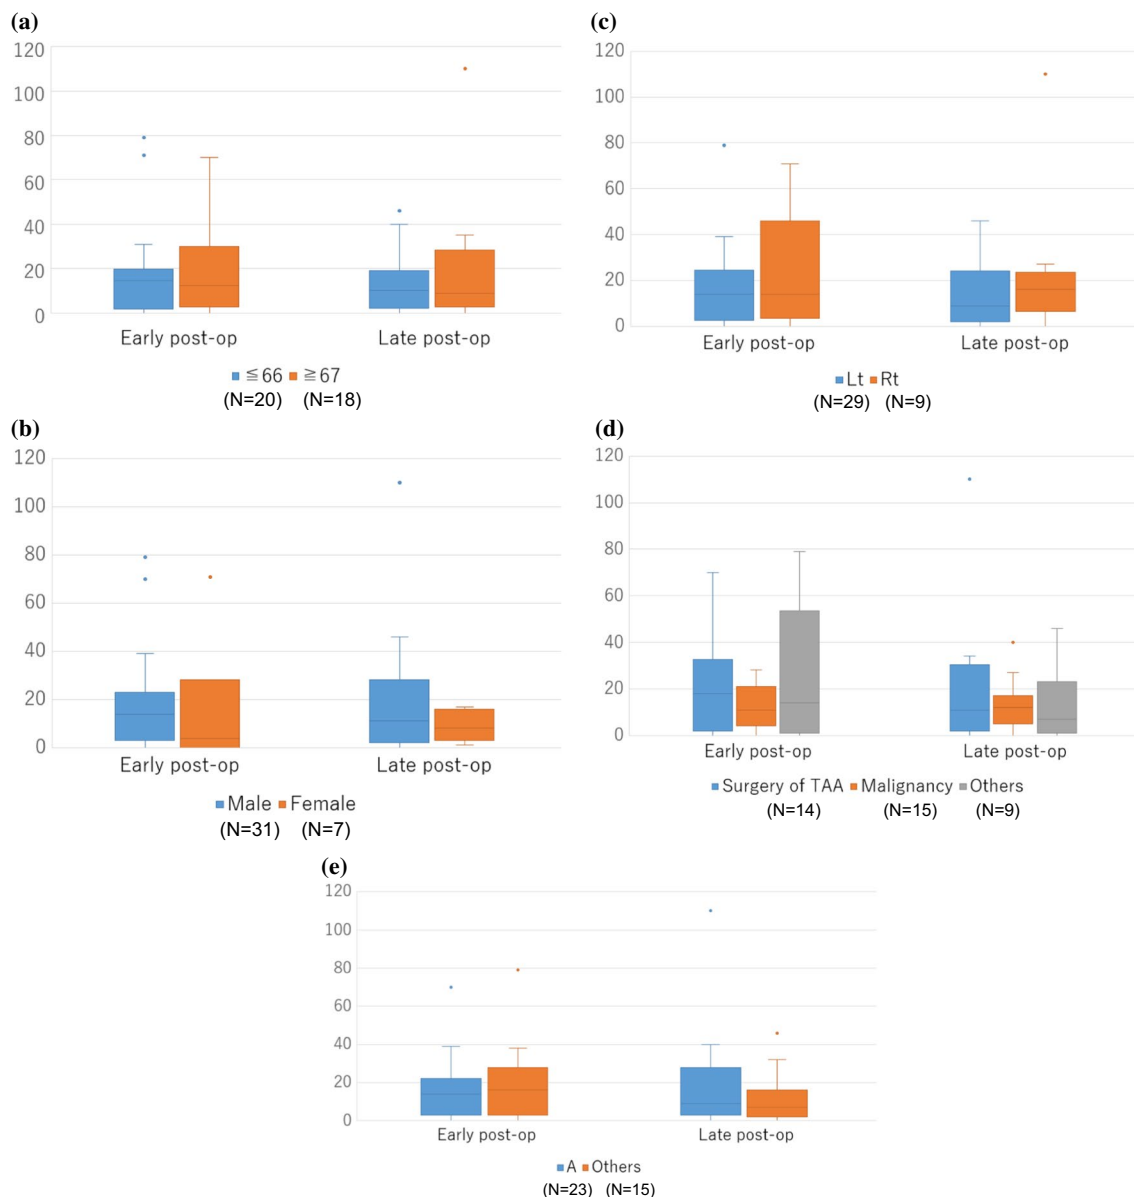 (a)
120
100
80
60
40
20
0
Early post-op Late post-op
≦66 ≧67
(N=20) (N=18)
(c)
120
100
80
60
40
20
0
Early post-op Late post-op
Lt Rt
(N=29) (N=9)
(b)
120
100
80
60
40
20
0
Early post-op Late post-op
Male Female
(N=31) (N=7)
(d)
120
100
80
60
40
20
0
Early post-op Late post-op
Surgery of TAA Malignancy Others
(N=14) (N=15) (N=9)
(e)
120
100
80
60
40
20
0
Early post-op Late post-op
A Others
(N=23) (N=15)